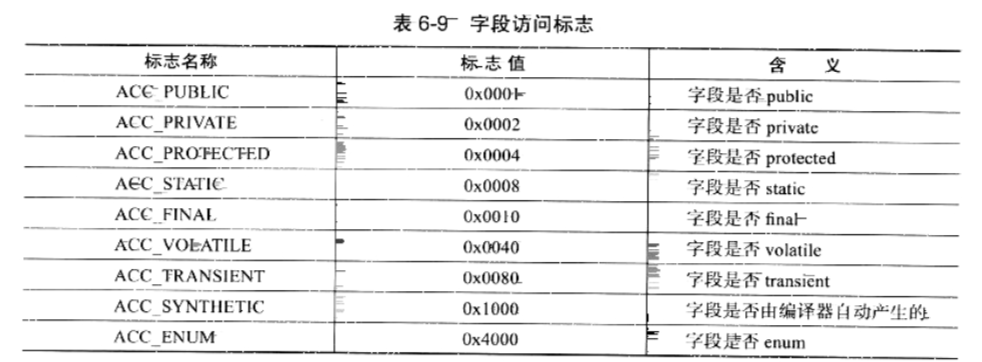 表 6-9 字段访问标志
标志名称 标志值 含 义
ACC_PUBLIC 0x0001 字段是否 public
ACC_PRIVATE 0x0002 字段是否 private
ACC_PROTECTED 0x0004 字段是否 protected
ACC_STATIC 0x0008 字段是否 static
ACC_FINAL 0x0010 字段是否 final
ACC_VOLATILE 0x0040 字段是否 volatile
ACC_TRANSIENT 0x0080 字段是否 transient
ACC_SYNTHETIC 0x1000 字段是否由编译器自动产生的
ACC_ENUM 0x4000 字段是否 enum